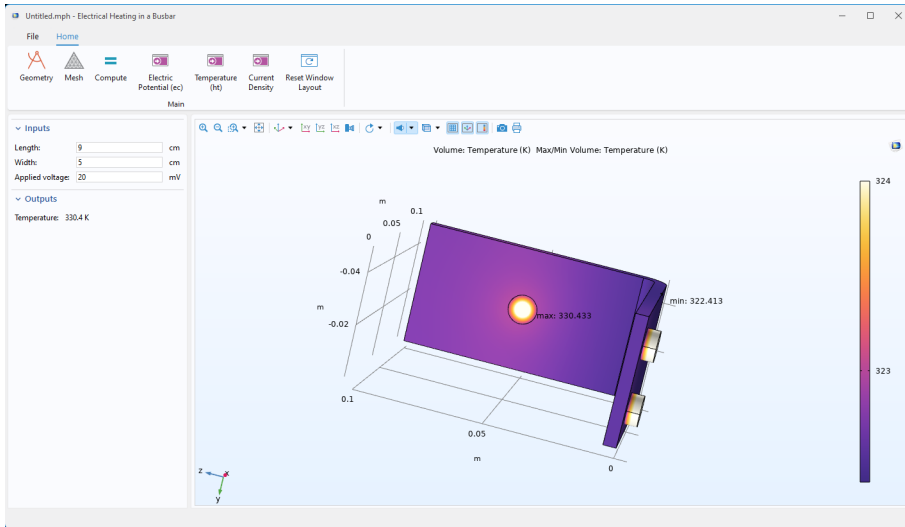 Untitled.mph - Electrical Heating in a Busbar
File Home
Geometry Mesh Compute Electric Potential (ec) Temperature (ht) Current Density Reset Window Layout
Main
Inputs
Length: 9 cm
Width: 5 cm
Applied voltage: 20 mV
Outputs
Temperature: 330.4 K
xy yz xz
Volume: Temperature (K) Max/Min Volume: Temperature (K)
324
m
0.1
0.05
0
-0.04
min: 322.413
m
max: 330.433
-0.02
323
0.1
0.05
m
0
z x
y